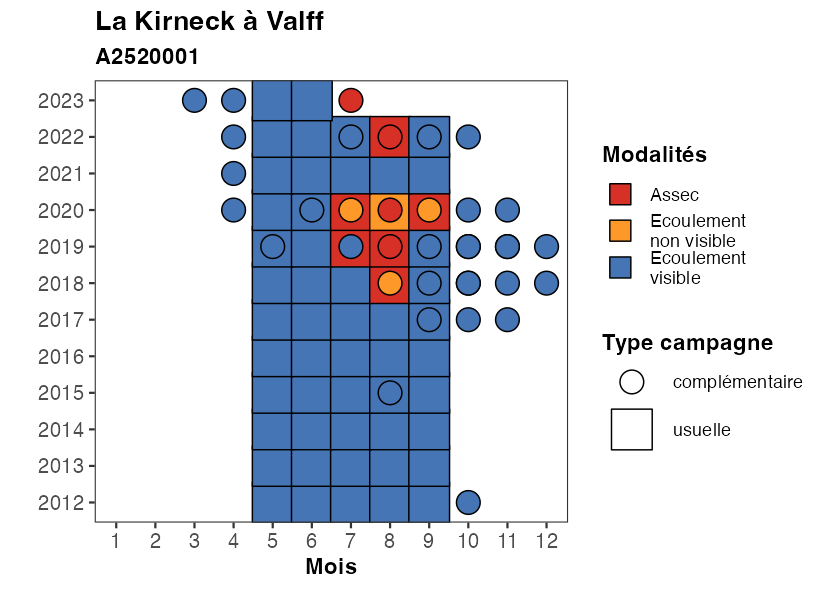 La Kirneck à Valff
A2520001
2023
2022
2021
2020
2019
2018
2017
2016
2015
2014
2013
2012
1 2 3 4 5 6 7 8 9 10 11 12
Mois
Modalités
Assec
Ecoulement
non visible
Ecoulement
visible
Type campagne
complémentaire
usuelle